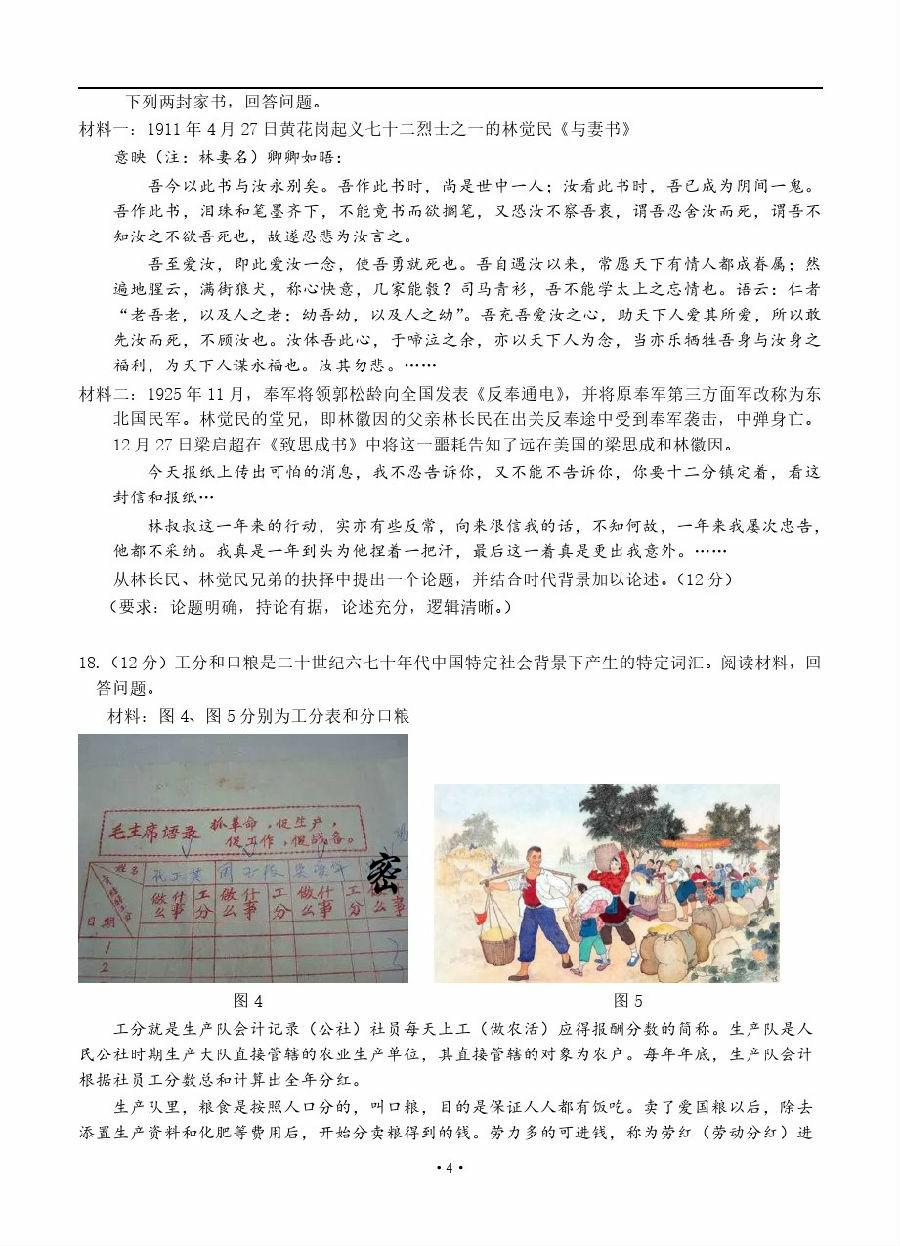 下列两封家书，回答问题。
材料一：1911 年 4 月 27 日黄花岗起义七十二烈士之一的林觉民《与妻书》
意映（注：林妻名）卿卿如晤：
吾今以此书与汝永别矣。吾作此书时，尚是世中一人；汝看此书时，吾已成为阴间一鬼。
吾作此书，泪珠和笔墨齐下，不能竟书而欲搁笔，又恐汝不察吾衷，谓吾忍舍汝而死，谓吾不
知汝之不欲吾死也，故遂忍悲为汝言之。
吾至爱汝，即此爱汝一念，使吾勇就死也。吾自遇汝以来，常愿天下有情人都成眷属；然
遍地腥云，满街狼犬，称心快意，几家能彀？司马青衫，吾不能学太上之忘情也。语云：仁者
“老吾老，以及人之老；幼吾幼，以及人之幼”。吾充吾爱汝之心，助天下人爱其所爱，所以敢
先汝而死，不顾汝也。汝体吾此心，于啼泣之余，亦以天下人为念，当亦乐牺牲吾身与汝身之
福利，为天下人谋永福也。汝其勿悲。……
材料二：1925 年 11 月，奉军将领郭松龄向全国发表《反奉通电》，并将原奉军第三方面军改称为东
北国民军。林觉民的堂兄，即林徽因的父亲林长民在出关反奉途中受到奉军袭击，中弹身亡。
12 月 27 日梁启超在《致思成书》中将这一噩耗告知了远在美国的梁思成和林徽因。
今天报纸上传出可怕的消息，我不忍告诉你，又不能不告诉你，你要十二分镇定着，看这
封信和报纸…
林叔叔这一年来的行动，实亦有些反常，向来很信我的话，不知何故，一年来我屡次忠告，
他都不采纳。我真是一年到头为他捏着一把汗，最后这一着真是更出我意外。……
从林长民、林觉民兄弟的抉择中提出一个论题，并结合时代背景加以论述。（12 分）
（要求：论题明确，持论有据，论述充分，逻辑清晰。）
18.（12 分）工分和口粮是二十世纪六七十年代中国特定社会背景下产生的特定词汇。阅读材料，回
答问题。
材料：图 4、图 5 分别为工分表和分口粮
毛主席语录 抓革命，促生产，
促工作，促战备。
姓名
做什么事 工分 做什么事 工分 做什么事 工分 做什么事
日期
1
2
密
图 4 图 5
工分就是生产队会计记录（公社）社员每天上工（做农活）应得报酬分数的简称。生产队是人
民公社时期生产大队直接管辖的农业生产单位，其直接管辖的对象为农户。每年年底，生产队会计
根据社员工分数总和计算出全年分红。
生产队里，粮食是按照人口分的，叫口粮，目的是保证人人都有饭吃。卖了爱国粮以后，除去
添置生产资料和化肥等费用后，开始分卖粮得到的钱。劳力多的可进钱，称为劳红（劳动分红）进
·4·